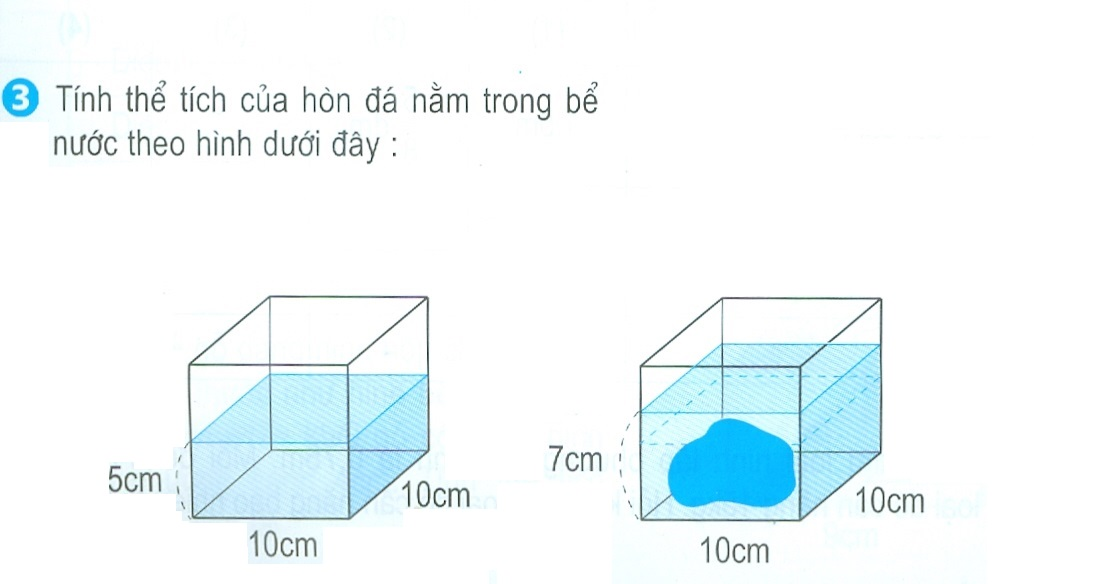 3 Tính thể tích của hòn đá nằm trong bể
nước theo hình dưới đây :
5cm
10cm
10cm
7cm
10cm
10cm